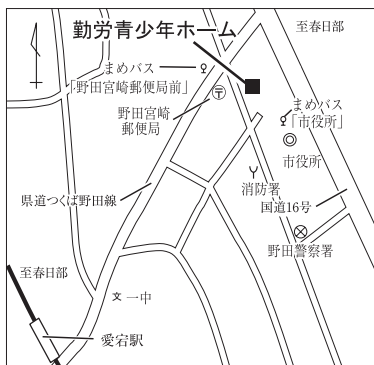 至春日部
勤労青少年ホーム
まめバス
「野田宮崎郵便局前」
野田宮崎
郵便局
まめバス
「市役所」
市役所
消防署
県道つくば野田線
国道16号
野田警察署
至春日部
文 一中
愛宕駅